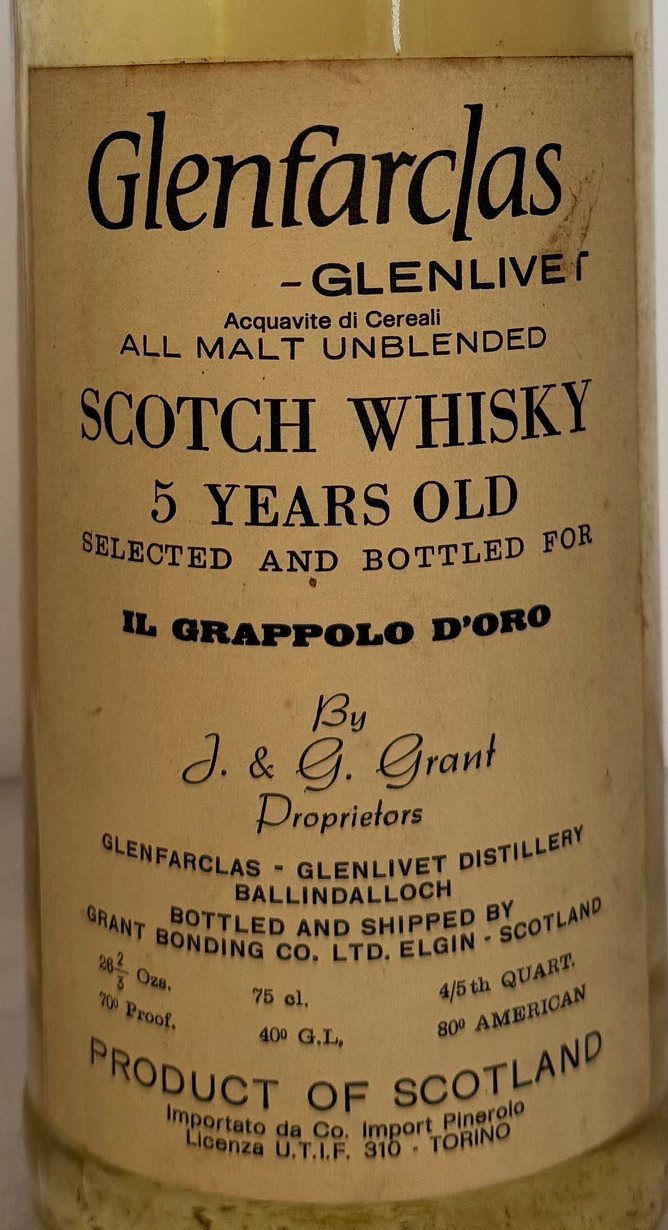 Glenfarclas
-GLENLIVET
Acquavite di Cereali
ALL MALT UNBLENDED
SCOTCH WHISKY
5 YEARS OLD
SELECTED AND BOTTLED FOR
IL GRAPPOLO D'ORO
By
J. & G. Grant
Proprietors
GLENFARCLAS - GLENLIVET DISTILLERY
BALLINDALLOCH
BOTTLED AND SHIPPED BY
GRANT BONDING CO. LTD. ELGIN - SCOTLAND
26 2/3 Ozs. 75 cl. 4/5th QUART.
70º Proof. 40º G.L, 80º AMERICAN
PRODUCT OF SCOTLAND
Importato da Co. Import Pinerolo
Licenza U.T.I.F. 310 - TORINO